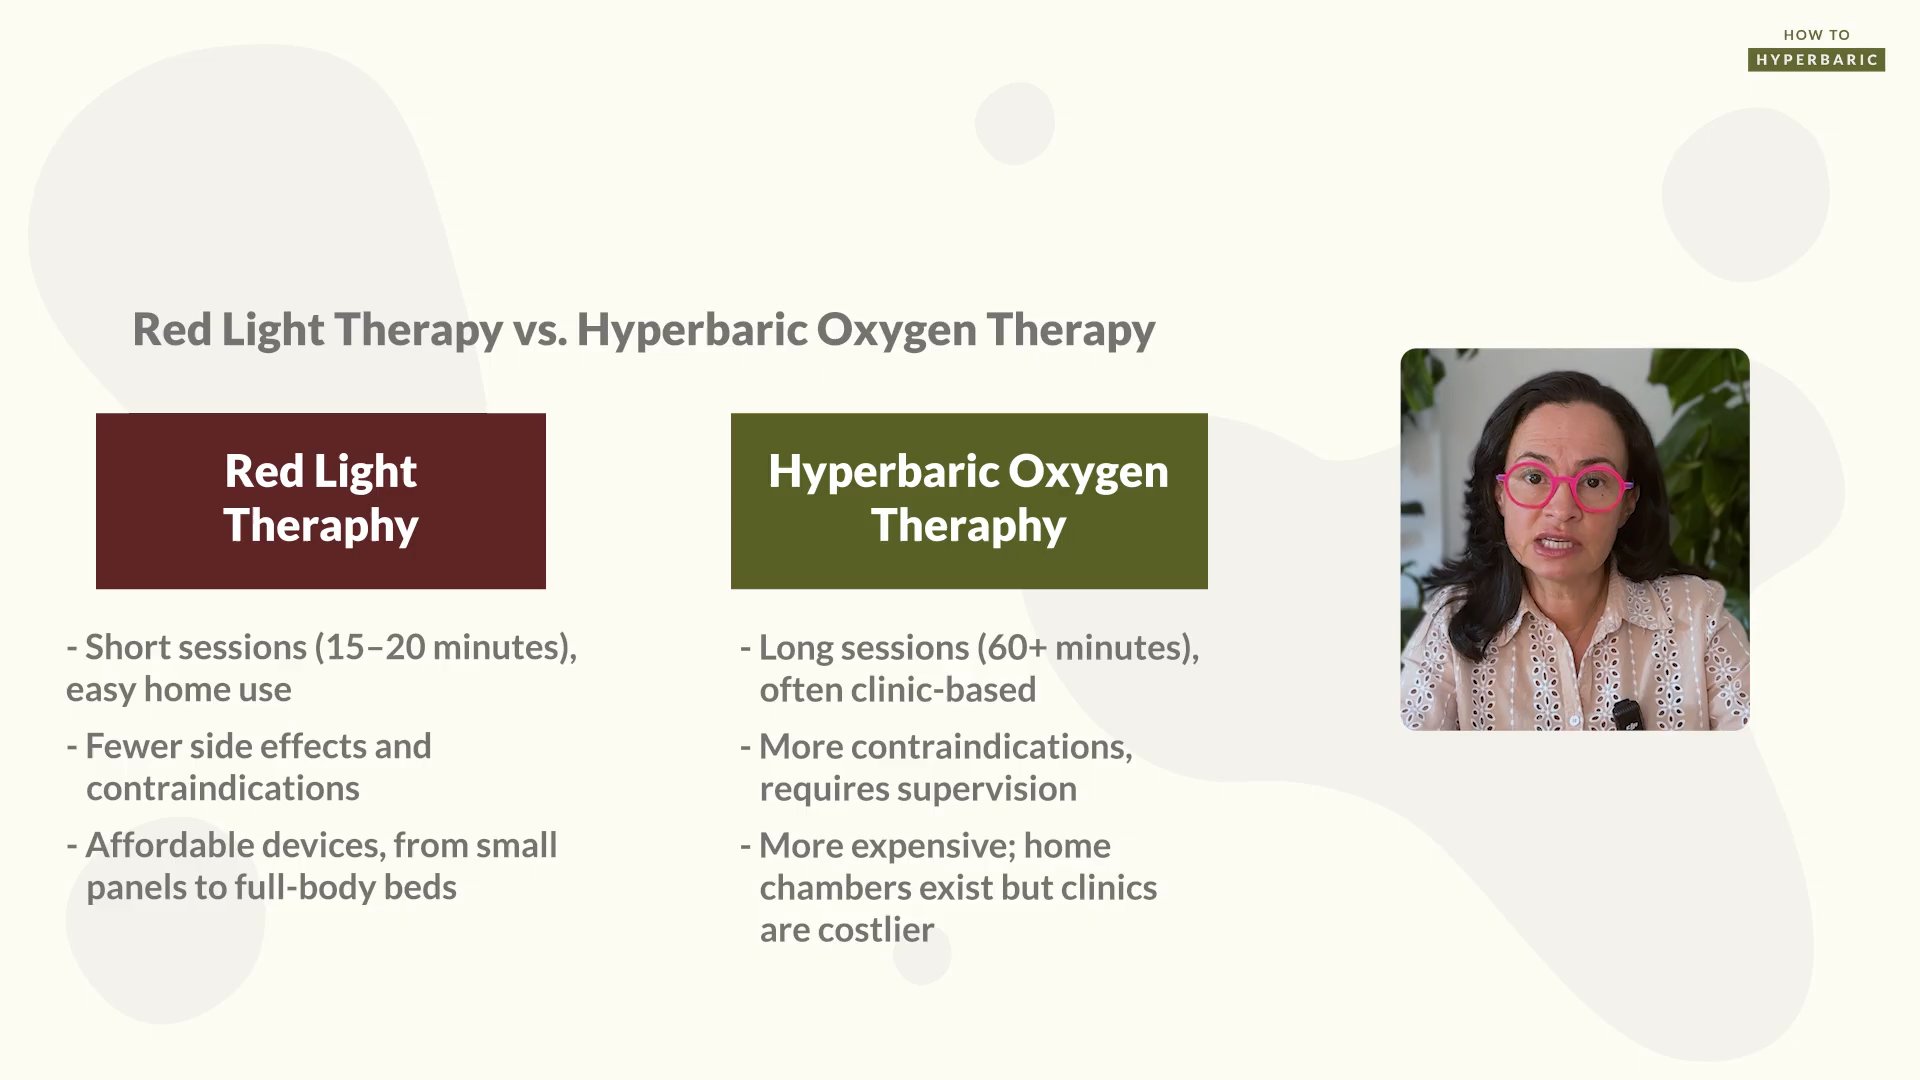 HOW TO
HYPERBARIC
Red Light Therapy vs. Hyperbaric Oxygen Therapy
Red Light
Theraphy
- Short sessions (15–20 minutes),
easy home use
- Fewer side effects and
contraindications
- Affordable devices, from small
panels to full-body beds
Hyperbaric Oxygen
Theraphy
- Long sessions (60+ minutes),
often clinic-based
- More contraindications,
requires supervision
- More expensive; home
chambers exist but clinics
are costlier